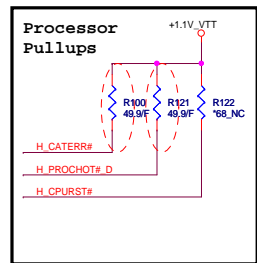 Processor
Pullups
+1.1V_VTT
R100
49.9/F
R121
49.9/F
R122
*68_NC
H_CATERR#
H_PROCHOT#_D
H_CPURST#